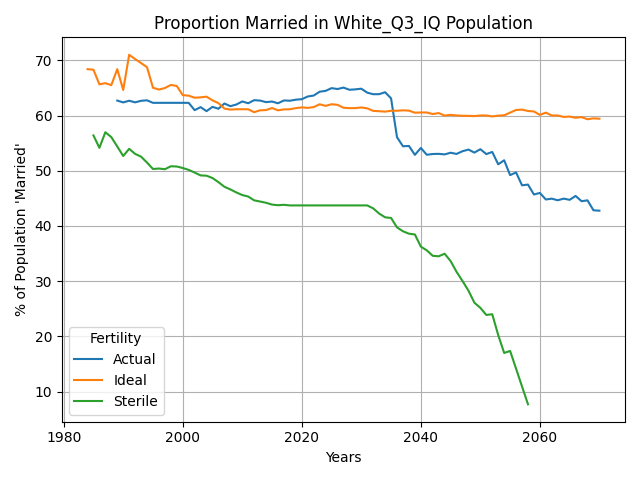 Proportion Married in White_Q3_IQ Population
% of Population 'Married'
70
60
50
40
30
20
10
Fertility
Actual
Ideal
Sterile
1980
2000
2020
2040
2060
Years